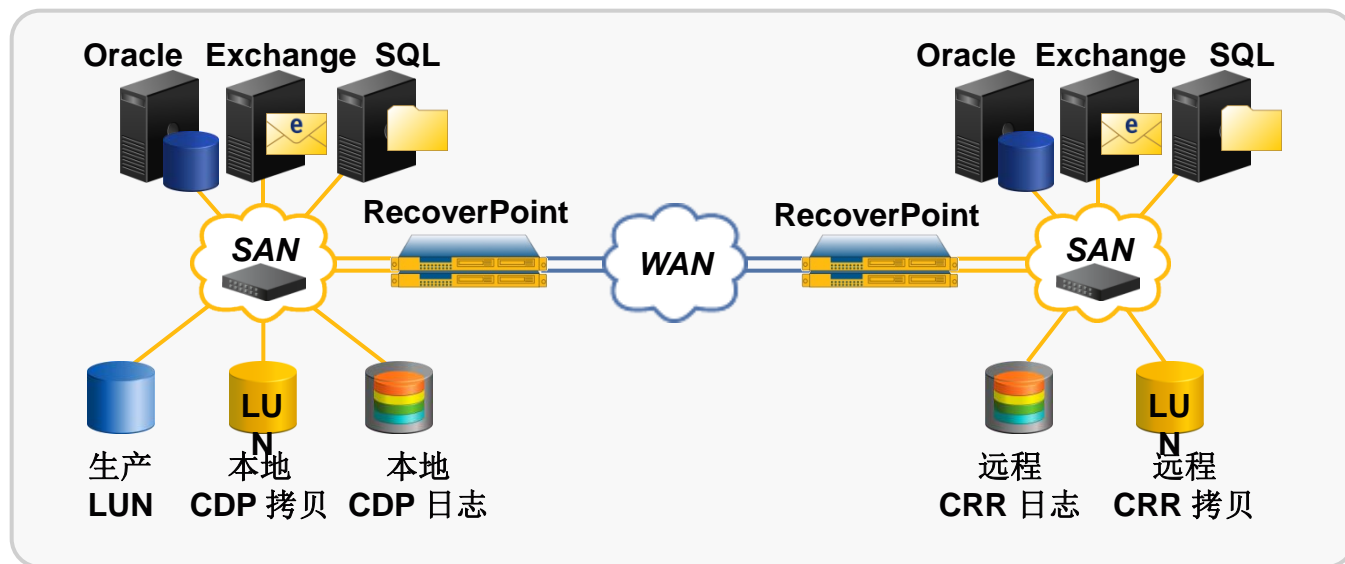 Oracle Exchange SQL
Oracle Exchange SQL
e
e
RecoverPoint
RecoverPoint
SAN
WAN
SAN
LU
N
LU
N
生产
LUN
本地
CDP 拷贝
本地
CDP 日志
远程
CRR 日志
远程
CRR 拷贝